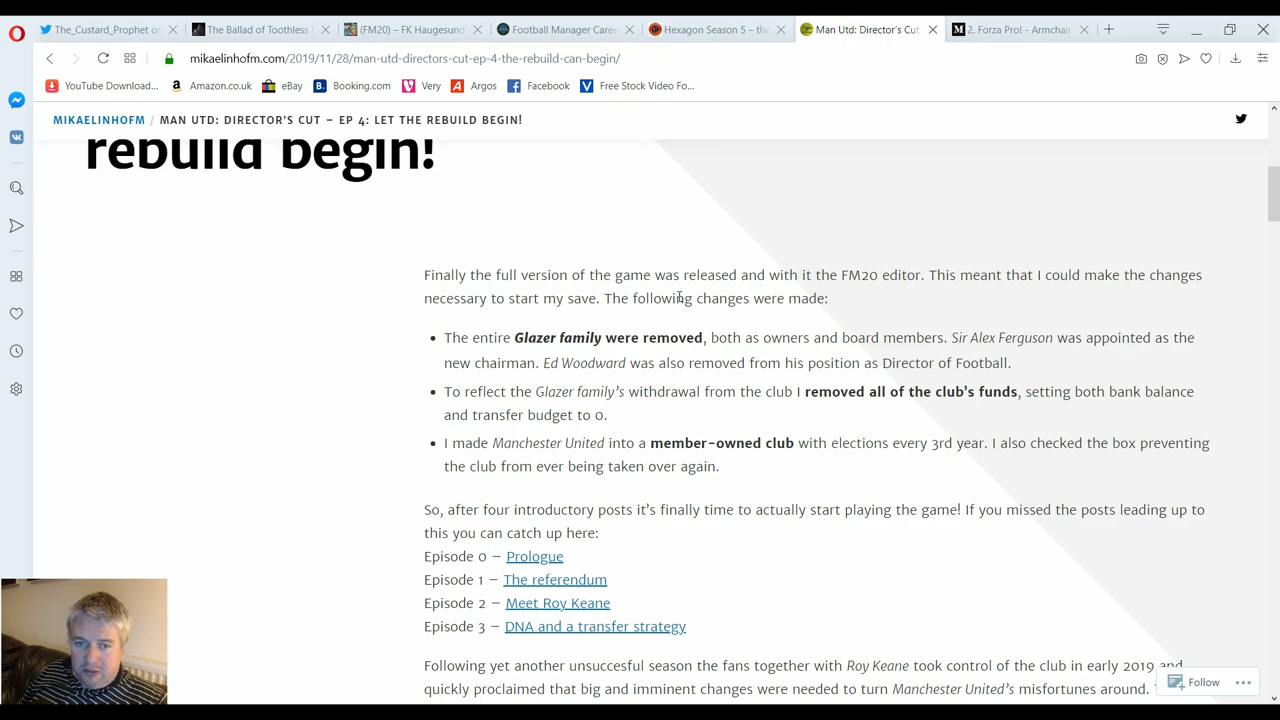 The_Custard_Prophet on
The Ballad of Toothless
(FM20) – FK Haugesund
Football Manager Caree
Hexagon Season 5 – the
Man Utd: Director's Cut
2. Forza Pro! - Armchair
mikaelinhofm.com/2019/11/28/man-utd-directors-cut-ep-4-the-rebuild-can-begin/
YouTube Download...
Amazon.co.uk
eBay
Booking.com
Very
Argos
Facebook
Free Stock Video Fo...
MIKAELINHOFM / MAN UTD: DIRECTOR'S CUT – EP 4: LET THE REBUILD BEGIN!
rebuild begin!
Finally the full version of the game was released and with it the FM20 editor. This meant that I could make the changes
necessary to start my save. The following changes were made:
The entire Glazer family were removed, both as owners and board members. Sir Alex Ferguson was appointed as the
new chairman. Ed Woodward was also removed from his position as Director of Football.
To reflect the Glazer family's withdrawal from the club I removed all of the club's funds, setting both bank balance
and transfer budget to 0.
I made Manchester United into a member-owned club with elections every 3rd year. I also checked the box preventing
the club from ever being taken over again.
So, after four introductory posts it's finally time to actually start playing the game! If you missed the posts leading up to
this you can catch up here:
Episode 0 – Prologue
Episode 1 – The referendum
Episode 2 – Meet Roy Keane
Episode 3 – DNA and a transfer strategy
Following yet another unsuccesful season the fans together with Roy Keane took control of the club in early 2019 and
quickly proclaimed that big and imminent changes were needed to turn Manchester United's misfortunes around.
Follow